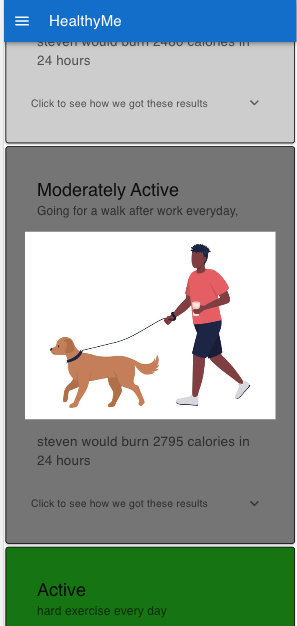 HealthyMe
steven would burn 2480 calories in
24 hours
Click to see how we got these results
Moderately Active
Going for a walk after work everyday,
steven would burn 2795 calories in
24 hours
Click to see how we got these results
Active
hard exercise every day